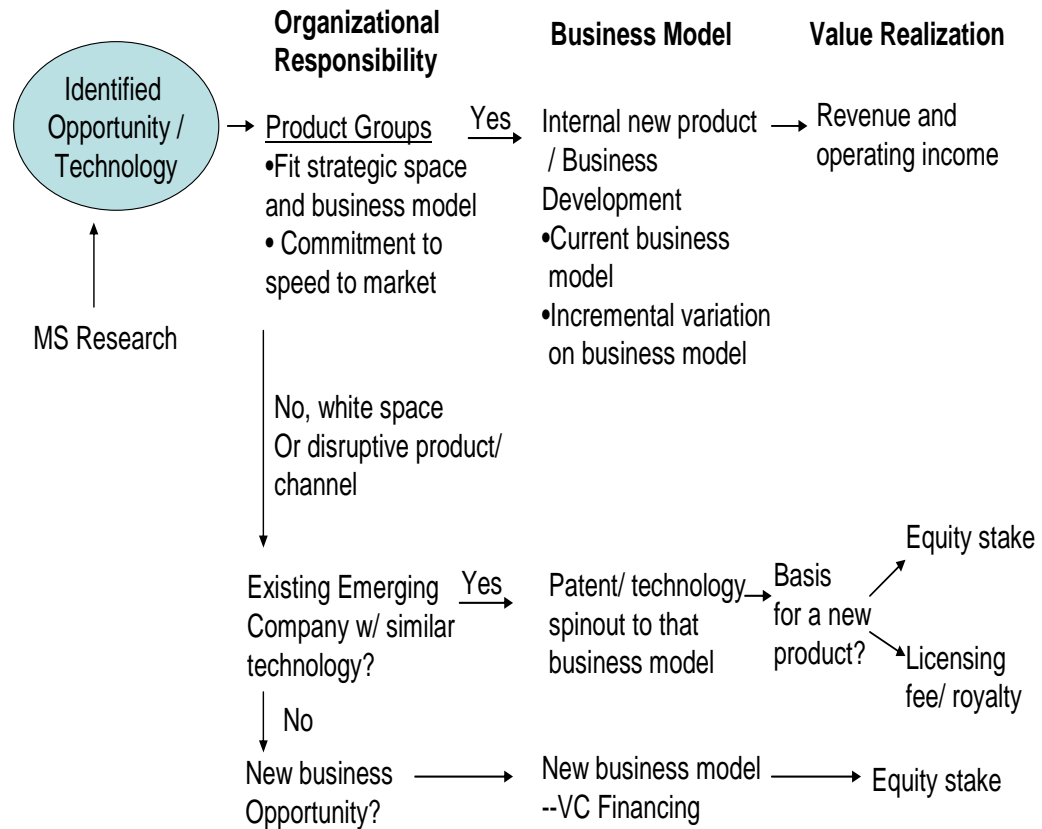 Organizational
Responsibility
Business Model
Value Realization
Identified
Opportunity /
Technology
MS Research
Product Groups
•Fit strategic space
and business model
• Commitment to
speed to market
Yes
Internal new product
/ Business
Development
•Current business
model
•Incremental variation
on business model
Revenue and
operating income
No, white space
Or disruptive product/
channel
Existing Emerging
Company w/ similar
technology?
Yes
Patent/ technology
spinout to that
business model
Basis
for a new
product?
Equity stake
Licensing
fee/ royalty
No
New business
Opportunity?
New business model
--VC Financing
Equity stake